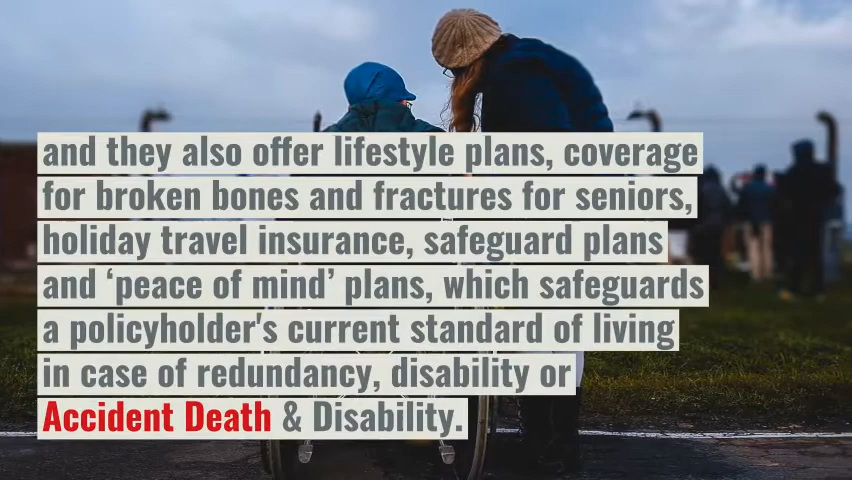 and they also offer lifestyle plans, coverage
for broken bones and fractures for seniors,
holiday travel insurance, safeguard plans
and ‘peace of mind’ plans, which safeguards
a policyholder's current standard of living
in case of redundancy, disability or
Accident Death & Disability.